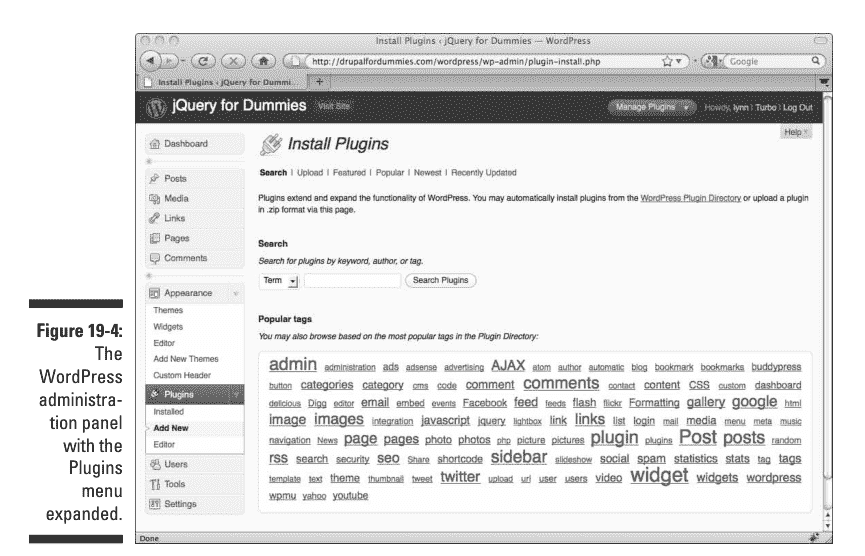 Install Plugins ‹ jQuery for Dummies — WordPress
http://drupalfordummies.com/wordpress/wp-admin/plugin-install.php
Google
Install Plugins ‹ jQuery for Dummi...
jQuery for Dummies Visit Site
Manage Plugins
Howdy, lynn | Turbo | Log Out
Help
Dashboard
Posts
Media
Links
Pages
Comments
Appearance
Themes
Widgets
Editor
Add New Themes
Custom Header
Plugins
Installed
Add New
Editor
Users
Tools
Settings
Install Plugins
Search | Upload | Featured | Popular | Newest | Recently Updated
Plugins extend and expand the functionality of WordPress. You may automatically install plugins from the WordPress Plugin Directory or upload a plugin
in .zip format via this page.
Search
Search for plugins by keyword, author, or tag.
Term
Search Plugins
Popular tags
You may also browse based on the most popular tags in the Plugin Directory:
admin administration ads adsense advertising AJAX atom author automatic blog bookmark bookmarks buddypress
button categories category cms code comment comments contact content CSS custom dashboard
delicious Digg editor email embed events Facebook feed feeds flash flickr Formatting gallery google html
image images integration javascript jquery lightbox link links list login mail media menu meta music
navigation News page pages photo photos php picture pictures plugin plugins Post posts random
rss search security seo Share shortcode sidebar slideshow social spam statistics stats tag tags
template text theme thumbnail tweet twitter upload url user users video widget widgets wordpress
wpmu yahoo youtube
Done
Figure 19-4:
The
WordPress
administra-
tion panel
with the
Plugins
menu
expanded.